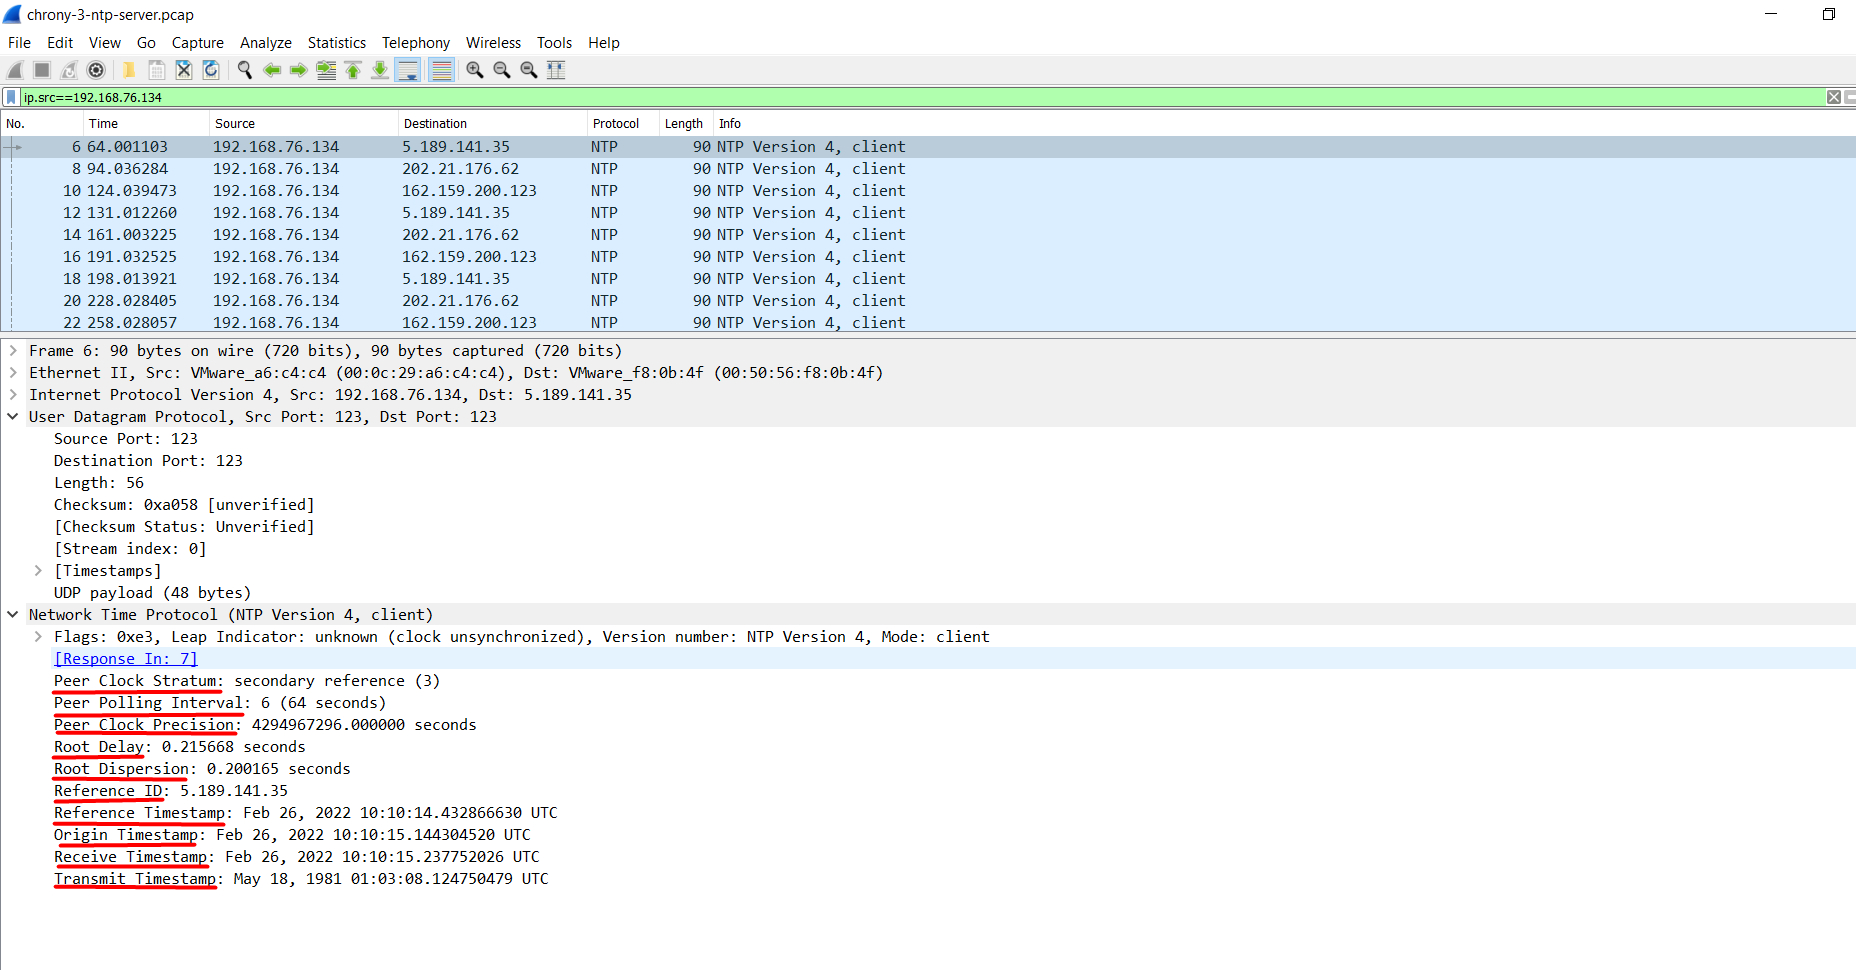 chrony-3-ntp-server.pcap
File Edit View Go Capture Analyze Statistics Telephony Wireless Tools Help
ip.src==192.168.76.134
No. Time Source Destination Protocol Length Info
6 64.001103 192.168.76.134 5.189.141.35 NTP 90 NTP Version 4, client
8 94.036284 192.168.76.134 202.21.176.62 NTP 90 NTP Version 4, client
10 124.039473 192.168.76.134 162.159.200.123 NTP 90 NTP Version 4, client
12 131.012260 192.168.76.134 5.189.141.35 NTP 90 NTP Version 4, client
14 161.003225 192.168.76.134 202.21.176.62 NTP 90 NTP Version 4, client
16 191.032525 192.168.76.134 162.159.200.123 NTP 90 NTP Version 4, client
18 198.013921 192.168.76.134 5.189.141.35 NTP 90 NTP Version 4, client
20 228.028405 192.168.76.134 202.21.176.62 NTP 90 NTP Version 4, client
22 258.028057 192.168.76.134 162.159.200.123 NTP 90 NTP Version 4, client
Frame 6: 90 bytes on wire (720 bits), 90 bytes captured (720 bits)
Ethernet II, Src: VMware_a6:c4:c4 (00:0c:29:a6:c4:c4), Dst: VMware_f8:0b:4f (00:50:56:f8:0b:4f)
Internet Protocol Version 4, Src: 192.168.76.134, Dst: 5.189.141.35
User Datagram Protocol, Src Port: 123, Dst Port: 123
Source Port: 123
Destination Port: 123
Length: 56
Checksum: 0xa058 [unverified]
[Checksum Status: Unverified]
[Stream index: 0]
[Timestamps]
UDP payload (48 bytes)
Network Time Protocol (NTP Version 4, client)
Flags: 0xe3, Leap Indicator: unknown (clock unsynchronized), Version number: NTP Version 4, Mode: client
[Response In: 7]
Peer Clock Stratum: secondary reference (3)
Peer Polling Interval: 6 (64 seconds)
Peer Clock Precision: 4294967296.000000 seconds
Root Delay: 0.215668 seconds
Root Dispersion: 0.200165 seconds
Reference ID: 5.189.141.35
Reference Timestamp: Feb 26, 2022 10:10:14.432866630 UTC
Origin Timestamp: Feb 26, 2022 10:10:15.144304520 UTC
Receive Timestamp: Feb 26, 2022 10:10:15.237752026 UTC
Transmit Timestamp: May 18, 1981 01:03:08.124750479 UTC